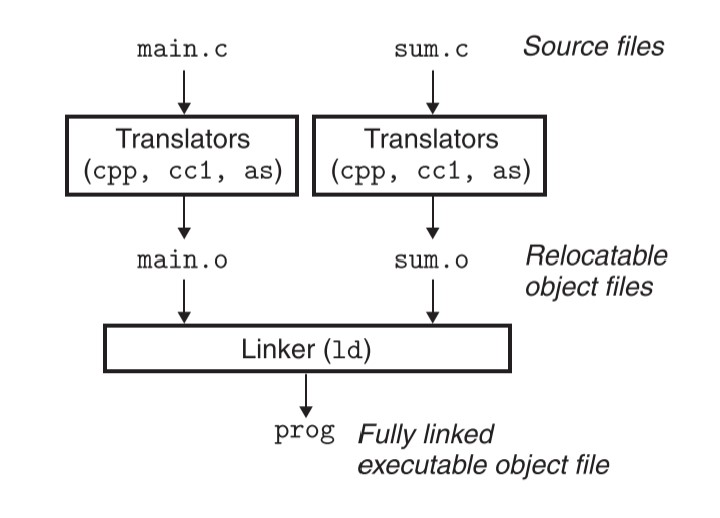 main.c
sum.c
Source files
Translators
(cpp, cc1, as)
Translators
(cpp, cc1, as)
main.o
sum.o
Relocatable
object files
Linker (ld)
prog
Fully linked
executable object file